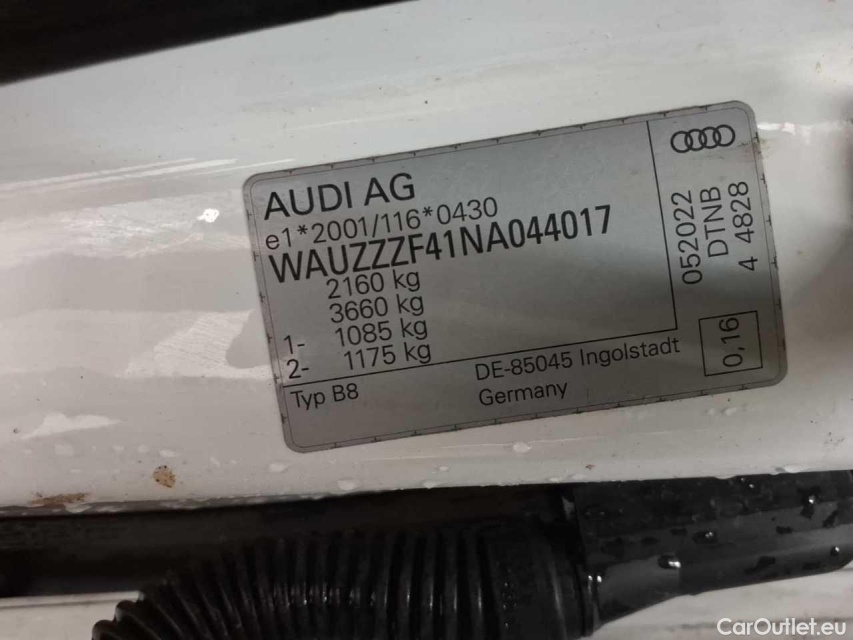 AUDI AG
e1*2001/116*0430
WAUZZZF41NA044017
2160 kg
3660 kg
1- 1085 kg
2- 1175 kg
Typ B8
DE-85045 Ingolstadt
Germany
052022
DTNB
4 4828
0,16
CarOutlet.eu